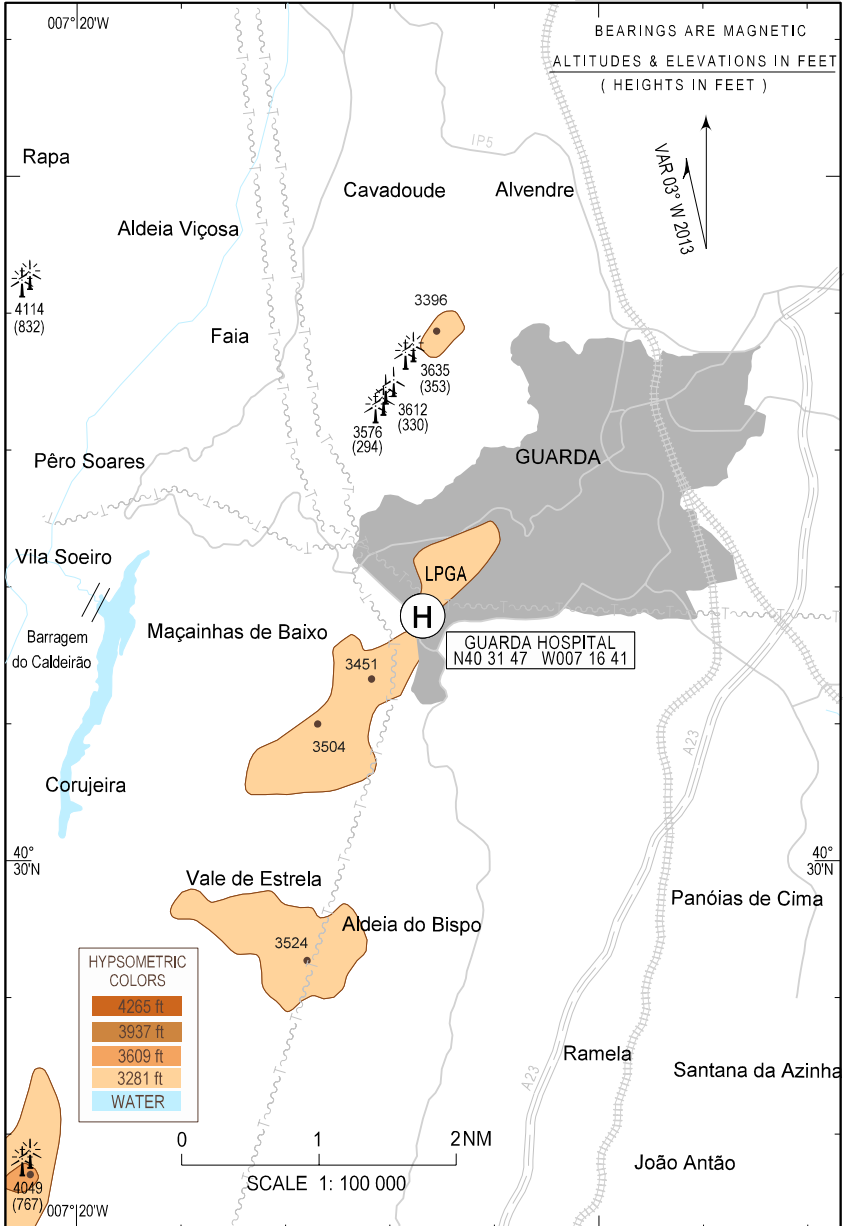 007°20W
BEARINGS ARE MAGNETIC
ALTITUDES & ELEVATIONS IN FEET
( HEIGHTS IN FEET )
IP5
VAR 03° W 2013
Rapa
Cavadoude
Alvendre
Aldeia Viçosa
4114
(832)
3396
Faia
3635
(353)
3612
(330)
3576
(294)
GUARDA
Pêro Soares
Vila Soeiro
LPGA
H
Barragem
do Caldeirão
Maçainhas de Baixo
GUARDA HOSPITAL
N40 31 47 W007 16 41
3451
3504
A23
Corujeira
40°
30'N
40°
30'N
Vale de Estrela
Panóias de Cima
Aldeia do Bispo
3524
HYPSOMETRIC
COLORS
4265 ft
3937 ft
3609 ft
3281 ft
WATER
Ramela
A23
Santana da Azinha
0 1 2NM
SCALE 1: 100 000
João Antão
4049
(767)
007°20W